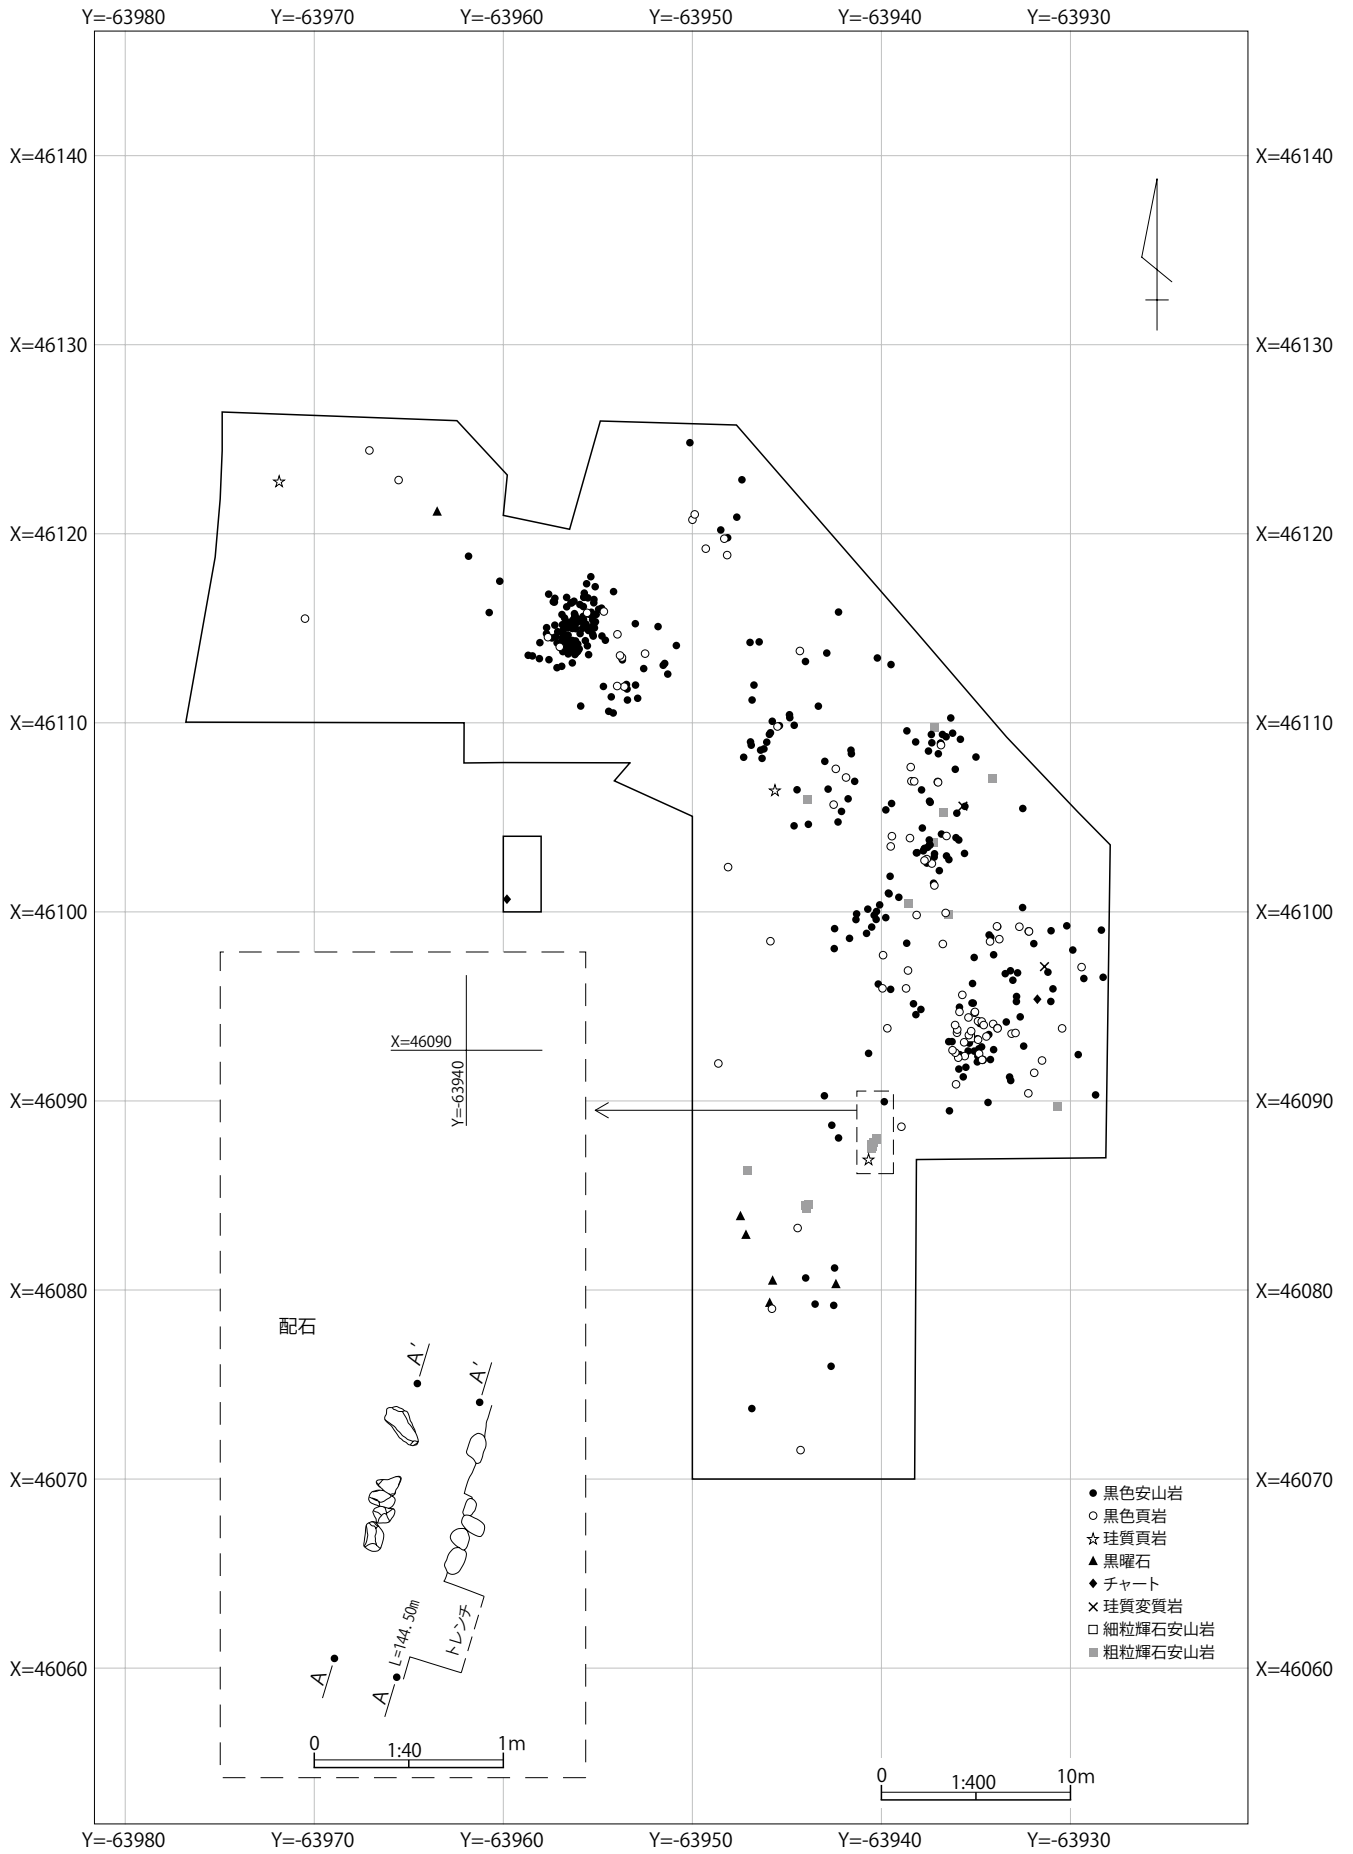 Y=-63980 Y=-63970 Y=-63960 Y=-63950 Y=-63940 Y=-63930
X=46140 X=46140
X=46130 X=46130
X=46120 X=46120
X=46110 X=46110
X=46100 X=46100
X=46090
Y=-63940
X=46090 X=46090
X=46080 X=46080
配石
A′
A′
X=46070 X=46070
黒色安山岩
黒色頁岩
珪質頁岩
黒曜石
チャート
珪質変質岩
細粒輝石安山岩
粗粒輝石安山岩
L=144.50m
トレンチ
A
A
X=46060 X=46060
0 1:40 1m
0 1:400 10m
Y=-63980 Y=-63970 Y=-63960 Y=-63950 Y=-63940 Y=-63930